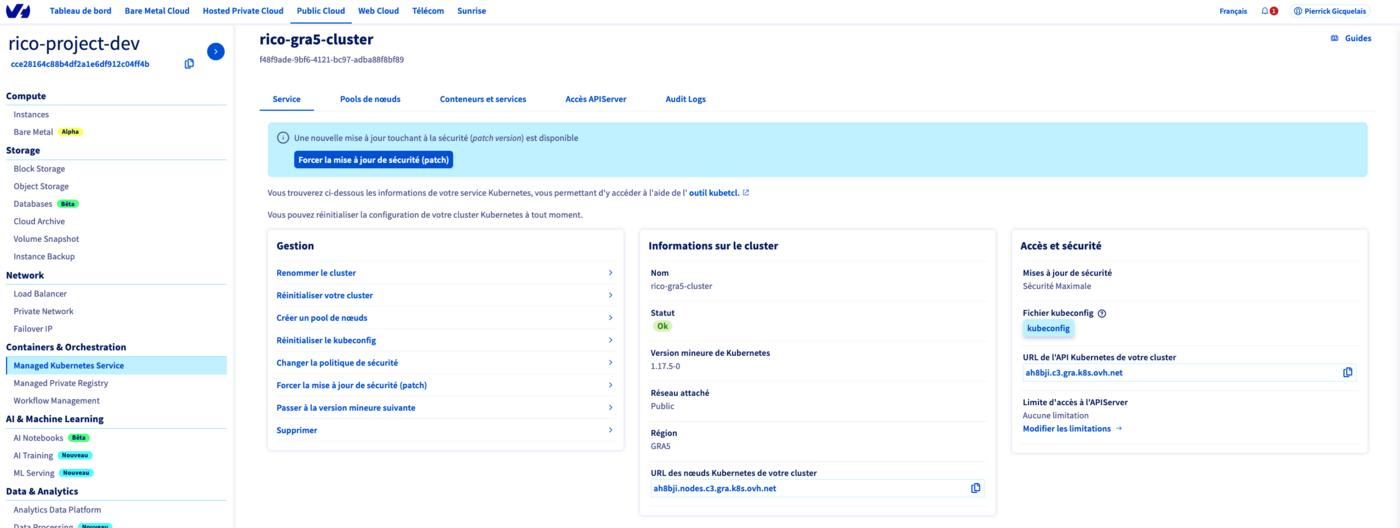 Tableau de bord Bare Metal Cloud Hosted Private Cloud Public Cloud Web Cloud Télécom Sunrise Français 1 Pierrick Gicquelais
rico-project-dev
cce28164c88b4df2a1e6df912c04ff4b
Compute
Instances
Bare Metal Alpha
Storage
Block Storage
Object Storage
Databases Bêta
Cloud Archive
Volume Snapshot
Instance Backup
Network
Load Balancer
Private Network
Failover IP
Containers & Orchestration
Managed Kubernetes Service
Managed Private Registry
Workflow Management
AI & Machine Learning
AI Notebooks Bêta
AI Training Nouveau
ML Serving Nouveau
Data & Analytics
Analytics Data Platform
Data Processing Nouveau
rico-gra5-cluster
Guides
f48f9ade-9bf6-4121-bc97-adba88f8bf89
Service Pools de nœuds Conteneurs et services Accès APIServer Audit Logs
Une nouvelle mise à jour touchant à la sécurité (patch version) est disponible
Forcer la mise à jour de sécurité (patch)
Vous trouverez ci-dessous les informations de votre service Kubernetes, vous permettant d'y accéder à l'aide de l' outil kubetcl.
Vous pouvez réinitialiser la configuration de votre cluster Kubernetes à tout moment.
Gestion
Renommer le cluster
Réinitialiser votre cluster
Créer un pool de nœuds
Réinitialiser le kubeconfig
Changer la politique de sécurité
Forcer la mise à jour de sécurité (patch)
Passer à la version mineure suivante
Supprimer
Informations sur le cluster
Nom
rico-gra5-cluster
Statut
Ok
Version mineure de Kubernetes
1.17.5-0
Réseau attaché
Public
Région
GRA5
URL des nœuds Kubernetes de votre cluster
ah8bji.nodes.c3.gra.k8s.ovh.net
Accès et sécurité
Mises à jour de sécurité
Sécurité Maximale
Fichier kubeconfig
kubeconfig
URL de l'API Kubernetes de votre cluster
ah8bji.c3.gra.k8s.ovh.net
Limite d'accès à l'APIServer
Aucune limitation
Modifier les limitations →